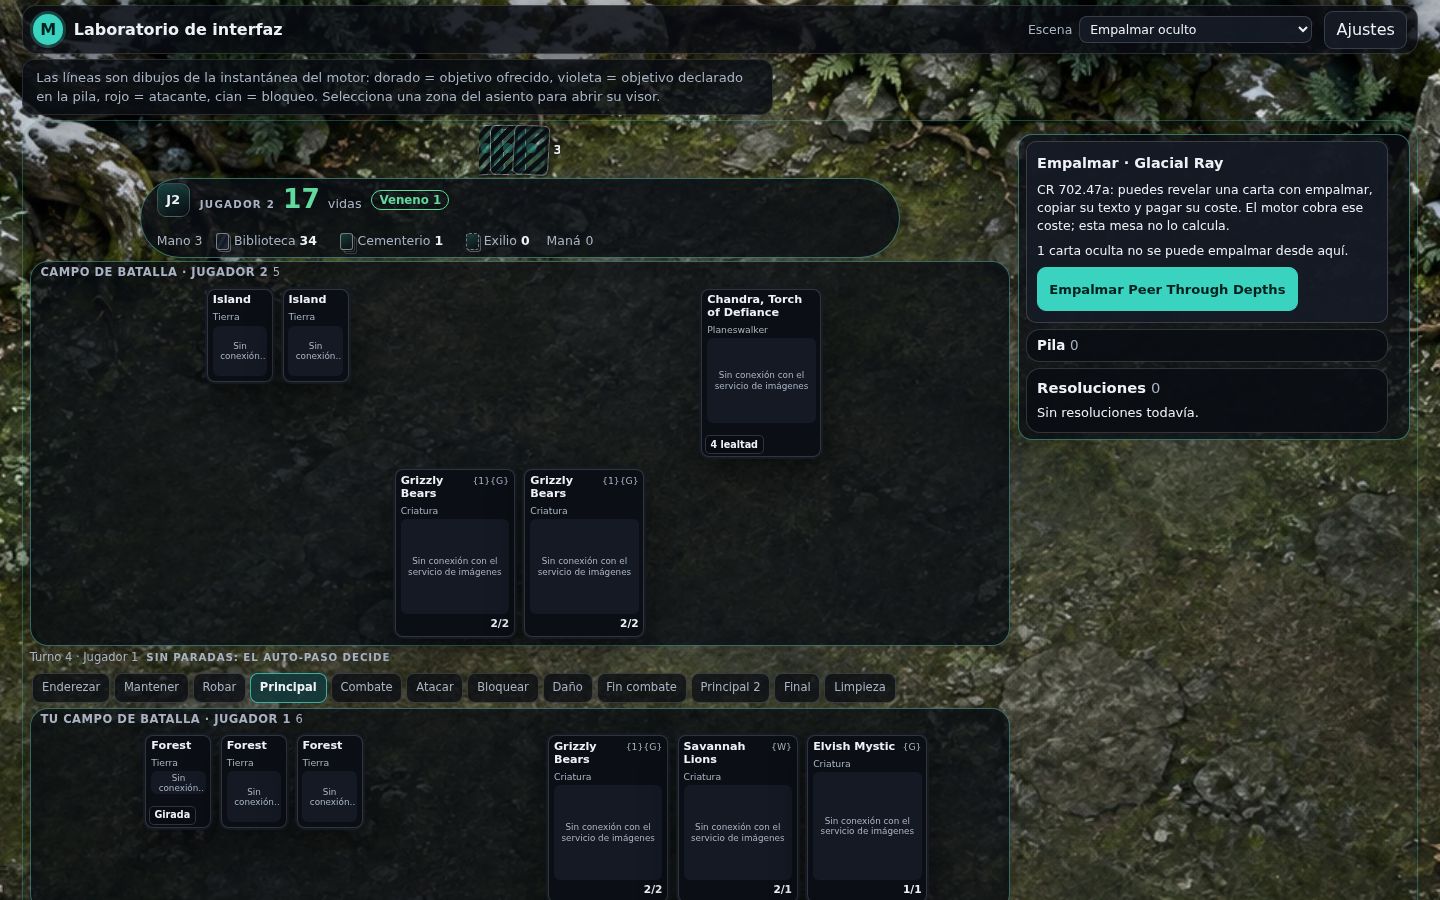 M Laboratorio de interfaz
Escena Empalmar oculto Ajustes
Las líneas son dibujos de la instantánea del motor: dorado = objetivo ofrecido, violeta = objetivo declarado
en la pila, rojo = atacante, cian = bloqueo. Selecciona una zona del asiento para abrir su visor.
3
J2 JUGADOR 2 17 vidas Veneno 1
Mano 3 Biblioteca 34 Cementerio 1 Exilio 0 Maná 0
CAMPO DE BATALLA · JUGADOR 2 5
Island
Tierra
Sin
conexión..
Island
Tierra
Sin
conexión..
Chandra, Torch
of Defiance
Planeswalker
Sin conexión con el
servicio de imágenes
4 lealtad
Grizzly
Bears
{1}{G}
Criatura
Sin conexión con el
servicio de imágenes
2/2
Grizzly
Bears
{1}{G}
Criatura
Sin conexión con el
servicio de imágenes
2/2
Turno 4 · Jugador 1 SIN PARADAS: EL AUTO-PASO DECIDE
Enderezar Mantener Robar Principal Combate Atacar Bloquear Daño Fin combate Principal 2 Final Limpieza
TU CAMPO DE BATALLA · JUGADOR 1 6
Forest
Tierra
Sin
conexión..
Girada
Forest
Tierra
Sin
conexión..
Forest
Tierra
Sin
conexión..
Grizzly
Bears
{1}{G}
Criatura
Sin conexión con el
servicio de imágenes
2/2
Savannah
Lions
{W}
Criatura
Sin conexión con el
servicio de imágenes
2/1
Elvish Mystic {G}
Criatura
Sin conexión con el
servicio de imágenes
1/1
Empalmar · Glacial Ray
CR 702.47a: puedes revelar una carta con empalmar,
copiar su texto y pagar su coste. El motor cobra ese
coste; esta mesa no lo calcula.
1 carta oculta no se puede empalmar desde aquí.
Empalmar Peer Through Depths
Pila 0
Resoluciones 0
Sin resoluciones todavía.